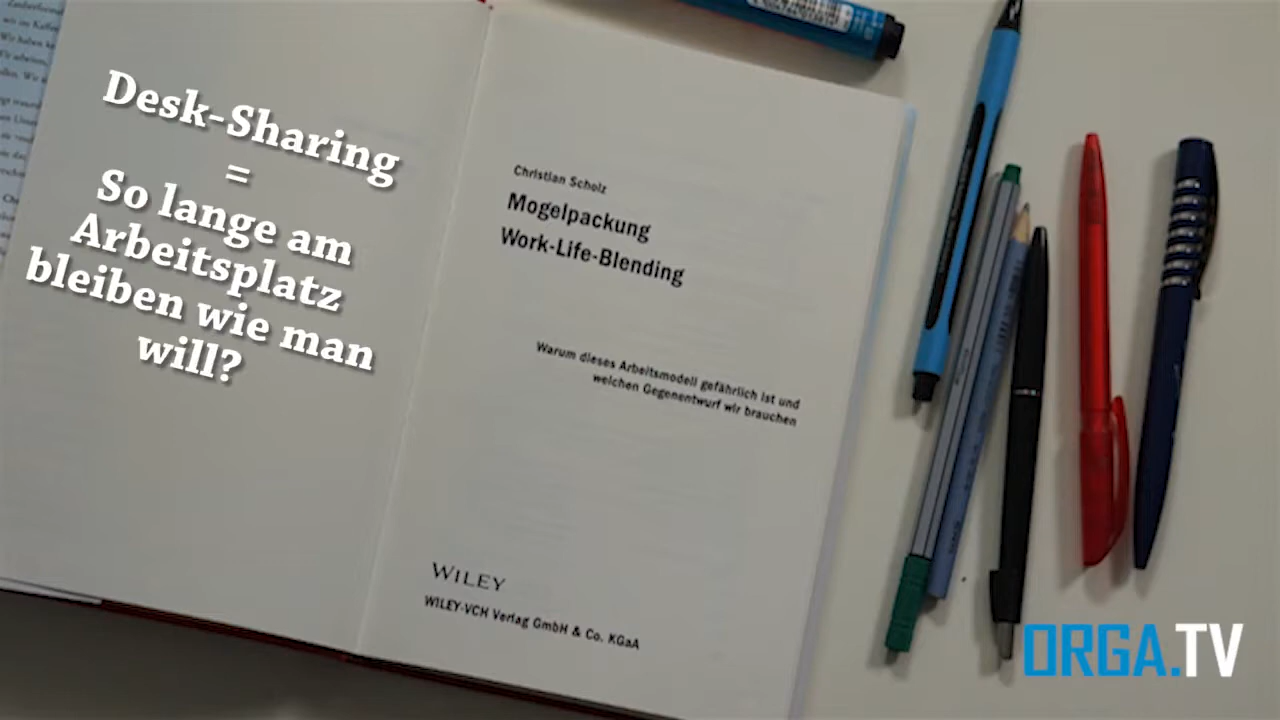 Desk-Sharing
=
So lange am
Arbeitsplatz
bleiben wie man
will?
Christian Scholz
Mogelpackung
Work-Life-Blending
Warum dieses Arbeitsmodell gefährlich ist und
welchen Gegenentwurf wir brauchen
WILEY
WILEY-VCH Verlag GmbH & Co. KGaA
ORGA.TV